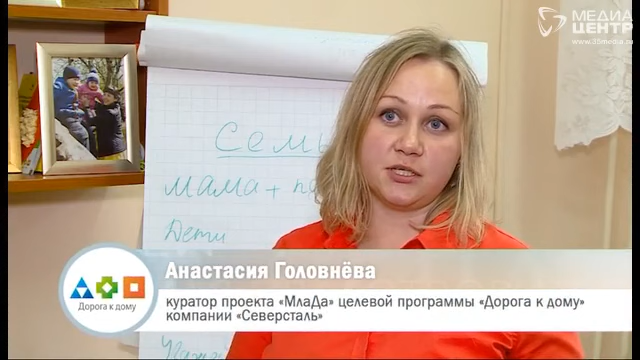 МЕДИА
ЦЕНТР
www.35media.ru
Семь
мама + па
Дети
Анастасия Головнёва
Дорога к дому
куратор проекта «МлаДа» целевой программы «Дорога к дому»
компании «Северсталь»